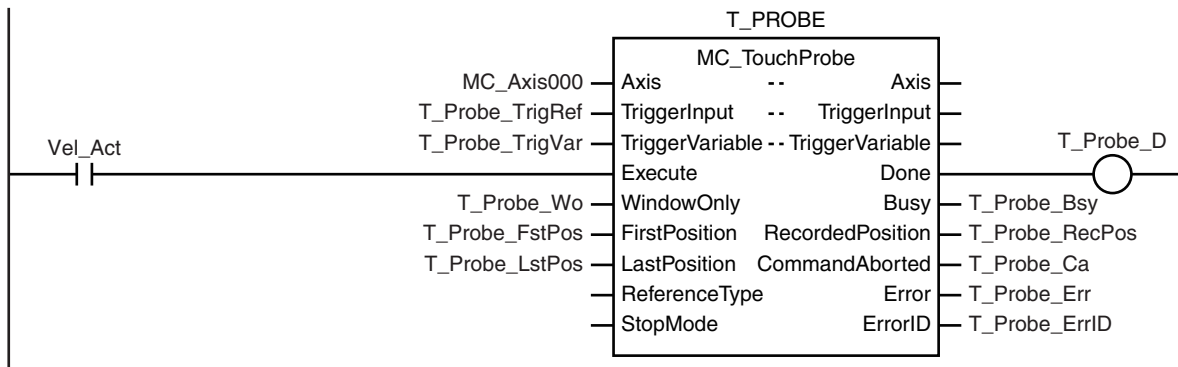 T_PROBE
MC_TouchProbe
MC_Axis000 Axis -- Axis
T_Probe_TrigRef TriggerInput -- TriggerInput
T_Probe_TrigVar TriggerVariable -- TriggerVariable
Vel_Act Execute Done T_Probe_D
T_Probe_Wo WindowOnly Busy T_Probe_Bsy
T_Probe_FstPos FirstPosition RecordedPosition T_Probe_RecPos
T_Probe_LstPos LastPosition CommandAborted T_Probe_Ca
ReferenceType Error T_Probe_Err
StopMode ErrorID T_Probe_ErrID